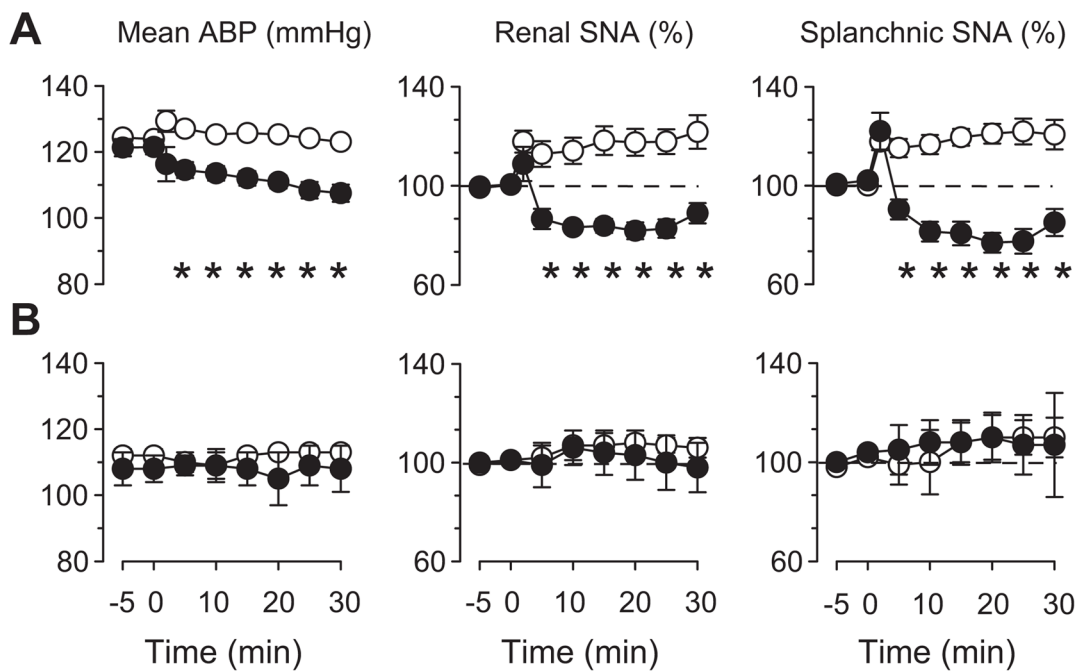 A
Mean ABP (mmHg) Renal SNA (%) Splanchnic SNA (%)
140 140 140
120
100 100 100
80 60 60
* * * * * * * * * * * * * * * * * *
B
140 140 140
120
100 100 100
80 60 60
-5 0 10 20 30 -5 0 10 20 30 -5 0 10 20 30
Time (min) Time (min) Time (min)